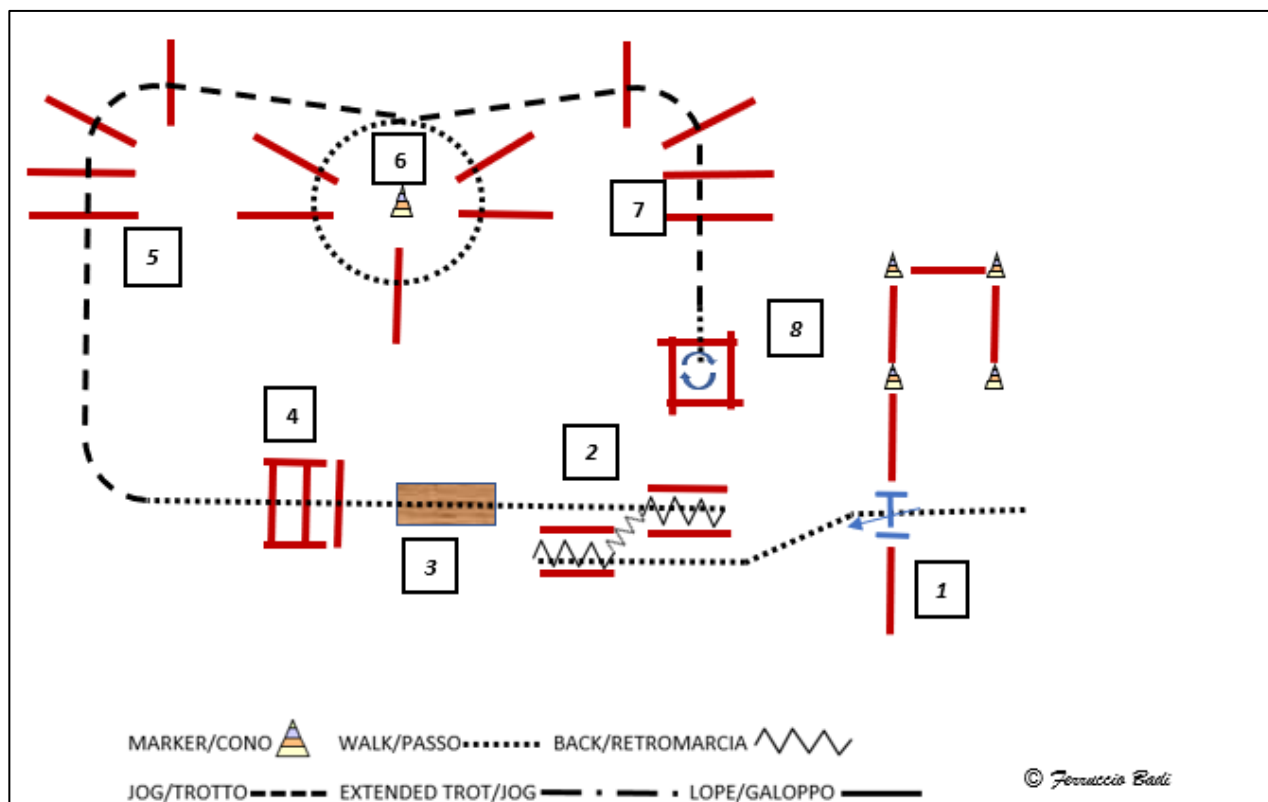 6
7
5
8
4
2
3
1
MARKER/CONO WALK/PASSO BACK/RETROMARCIA
JOG/TROTTO EXTENDED TROT/JOG LOPE/GALOPPO
© Ferruccio Badi